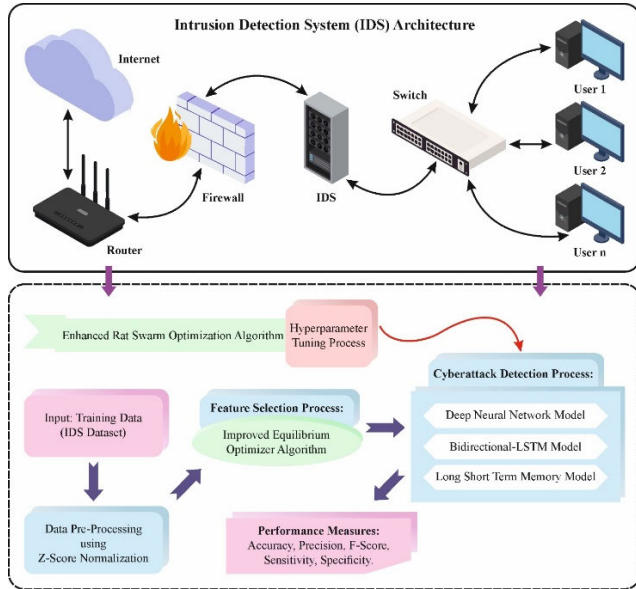 Intrusion Detection System (IDS) Architecture
Internet
Router
Firewall
IDS
Switch
User 1
User 2
User n
Enhanced Rat Swarm Optimization Algorithm
Hyperparameter
Tuning Process
Input: Training Data
(IDS Dataset)
Feature Selection Process:
Improved Equilibrium
Optimizer Algorithm
Cyberattack Detection Process:
Deep Neural Network Model
Bidirectional-LSTM Model
Long Short Term Memory Model
Data Pre-Processing
using
Z-Score Normalization
Performance Measures:
Accuracy, Precision, F-Score,
Sensitivity, Specificity.